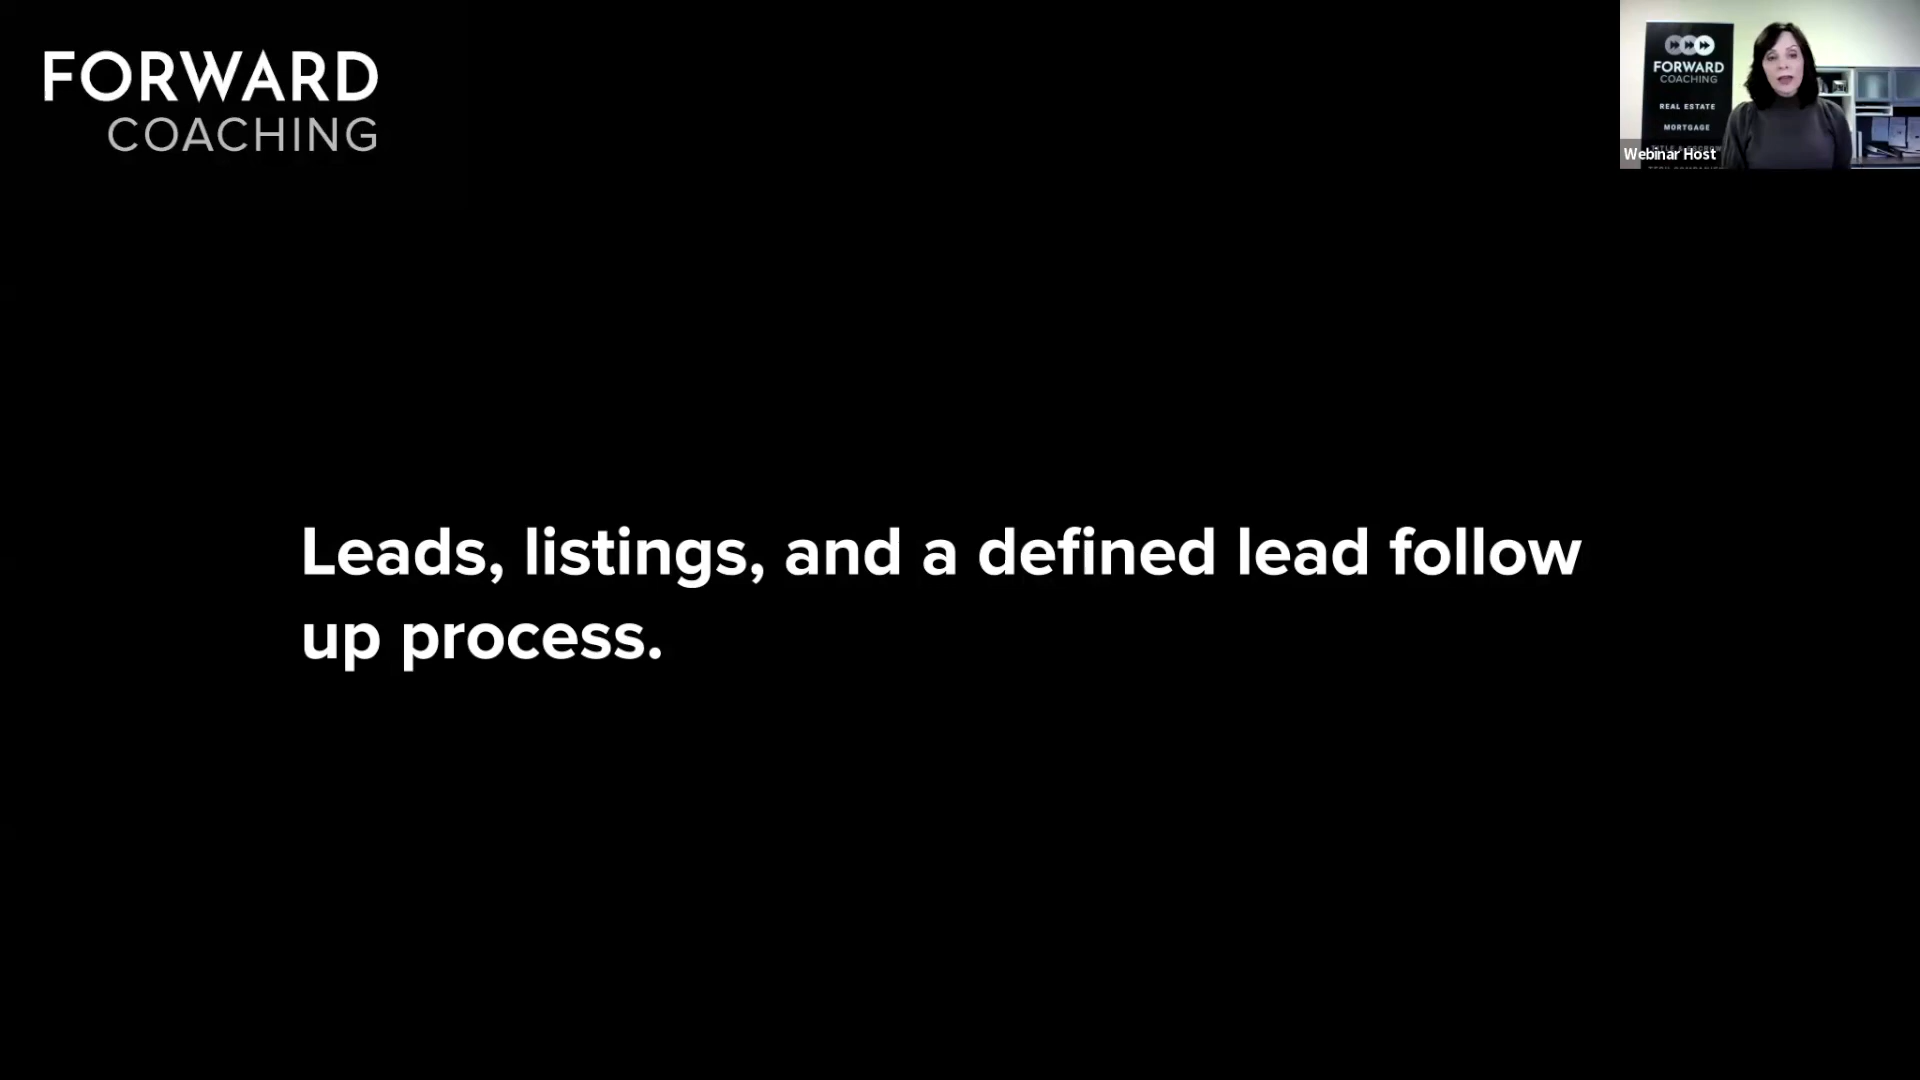 FORWARD
COACHING
FORWARD
COACHING
REAL ESTATE
MORTGAGE
Webinar Host
Leads, listings, and a defined lead follow
up process.